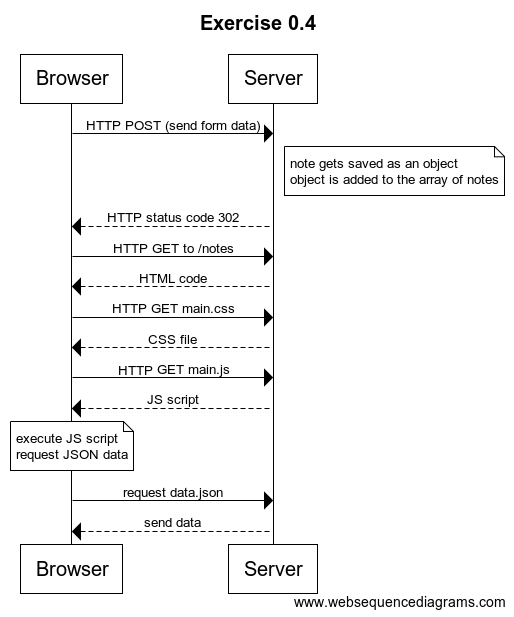 Exercise 0.4
Browser
Server
HTTP POST (send form data)
note gets saved as an object
object is added to the array of notes
HTTP status code 302
HTTP GET to /notes
HTML code
HTTP GET main.css
CSS file
HTTP GET main.js
JS script
execute JS script
request JSON data
request data.json
send data
Browser
Server
www.websequencediagrams.com